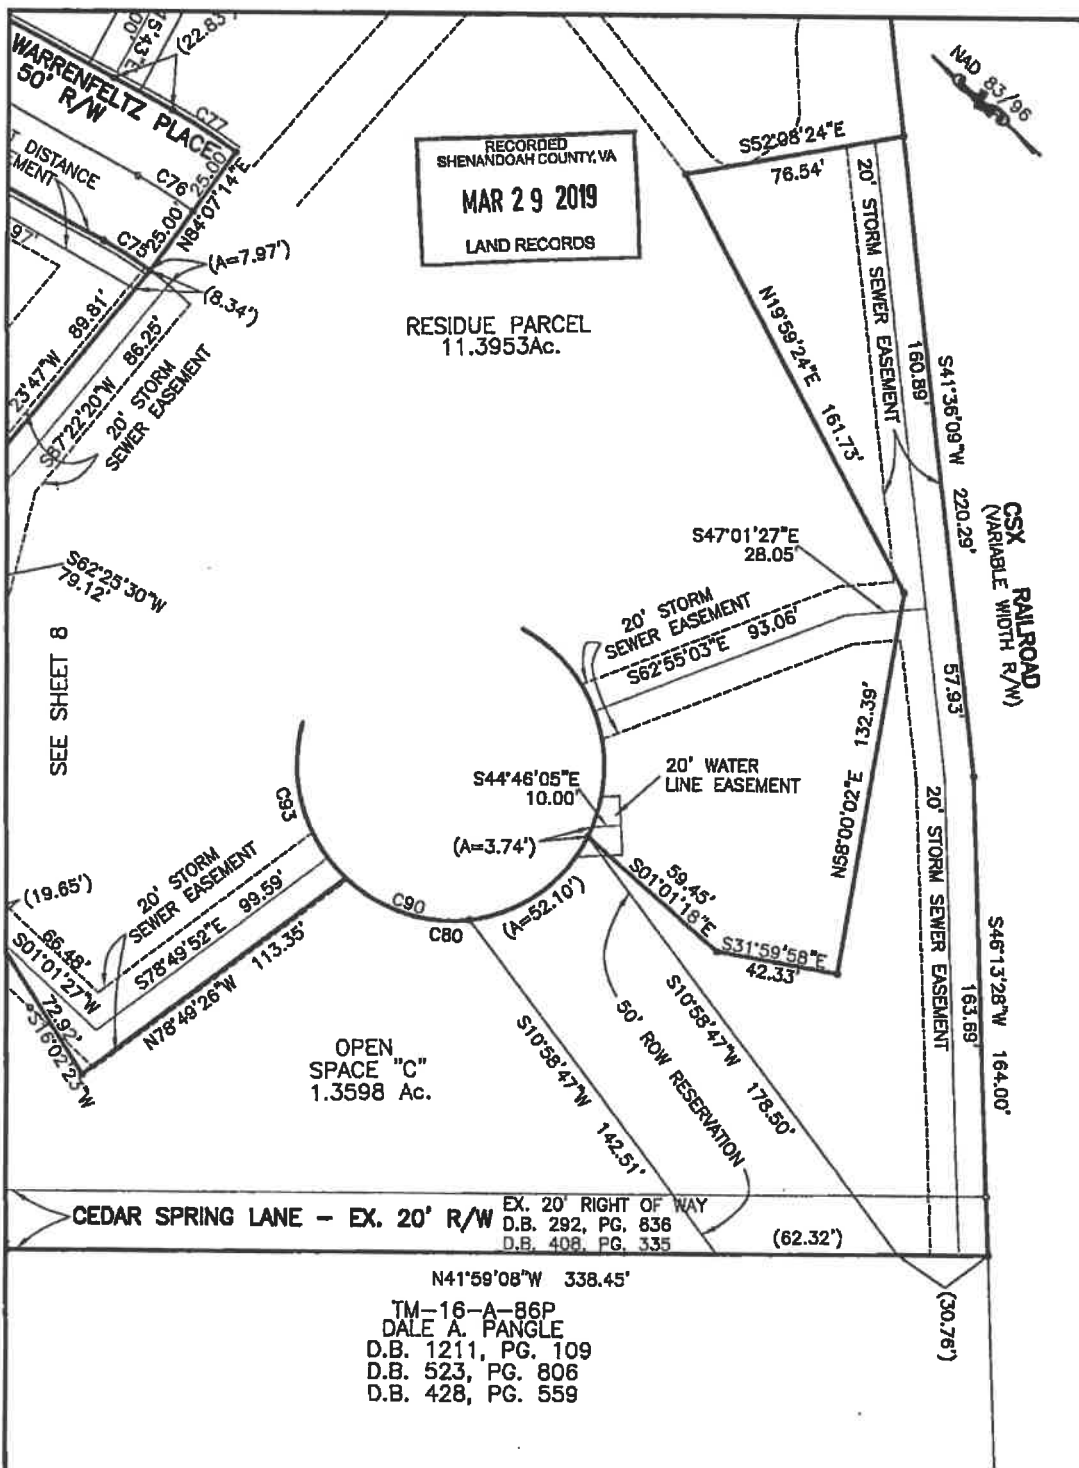 (22.83'
15'43"E
.00'
WARRENFELTZ PLACE
50' R/W
C77
T DISTANCE
EMENT
C76
25.00'
25.00'
N84°07'14"E
C75
97'
(A=7.97')
(8.34')
89.81'
23'47"W
86.25'
S87°22'20"W
20' STORM
SEWER EASEMENT
S62°25'30"W
79.12'
SEE SHEET 8
RECORDED
SHENANDOAH COUNTY, VA
MAR 29 2019
LAND RECORDS
NAD 83/96
S52°08'24"E
76.54'
20' STORM SEWER EASEMENT
RESIDUE PARCEL
11.3953Ac.
N19°59'24"E 161.73'
160.89'
S41°36'09"W 220.29'
CSX RAILROAD
(VARIABLE WIDTH R/W)
S47°01'27"E
28.05'
20' STORM
SEWER EASEMENT
S62°55'03"E 93.06'
57.93'
N58°00'02"E 132.39'
20' WATER
LINE EASEMENT
S44°46'05"E
10.00'
(A=3.74')
C93
C90
C80
(A=52.10')
59.45'
S01°01'18"E
S31°59'58"E
42.33'
20' STORM SEWER EASEMENT
S46°13'28"W 164.00'
163.69'
(19.65')
20' STORM
SEWER EASEMENT
66.48'
S01°01'27"W
S78°49'52"E 99.59'
N78°49'26"W 113.35'
72.92'
S16°02'23"W
OPEN
SPACE "C"
1.3598 Ac.
S10°58'47"W 142.51'
50' ROW RESERVATION
S10°58'47"W 178.50'
CEDAR SPRING LANE - EX. 20' R/W
EX. 20' RIGHT OF WAY
D.B. 292, PG. 836
D.B. 408, PG. 335
(62.32')
(30.76')
N41°59'08"W 338.45'
TM-16-A-86P
DALE A. PANGLE
D.B. 1211, PG. 109
D.B. 523, PG. 806
D.B. 428, PG. 559